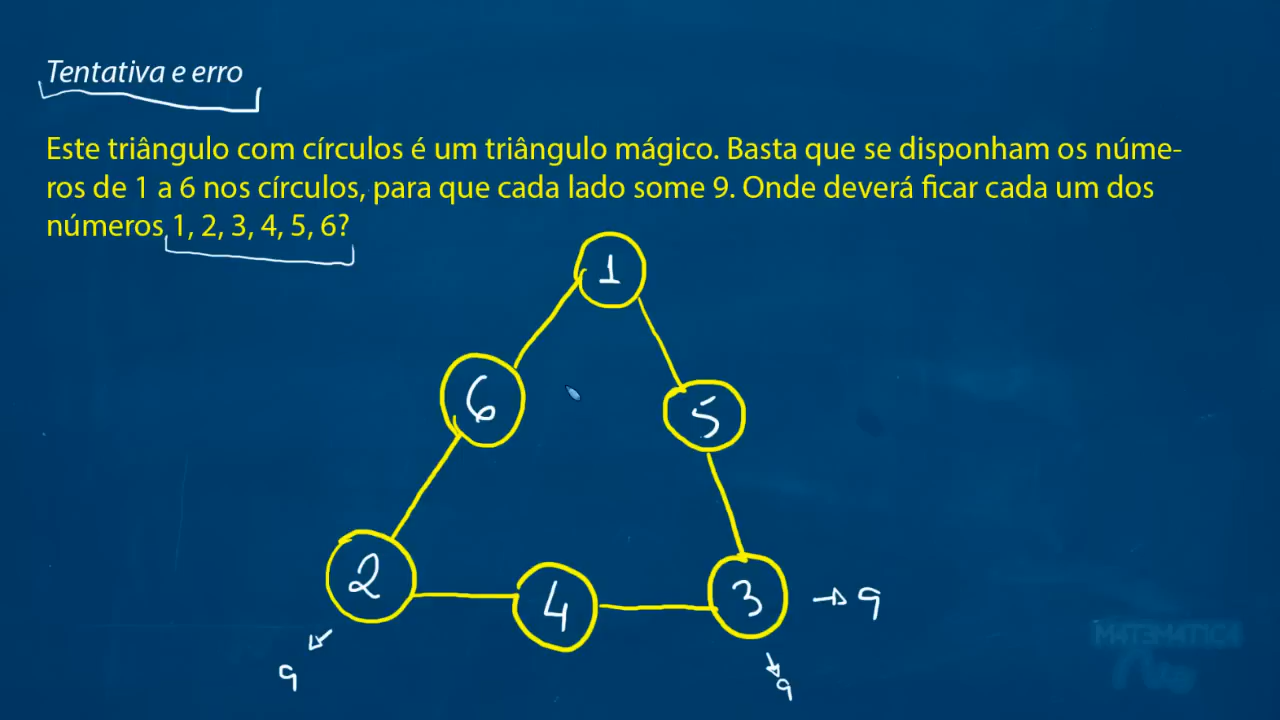 Tentativa e erro
Este triângulo com círculos é um triângulo mágico. Basta que se disponham os núme-
ros de 1 a 6 nos círculos, para que cada lado some 9. Onde deverá ficar cada um dos
números 1, 2, 3, 4, 5, 6?
1
6
5
2
4
3
→ 9
9
9
MATEMATICA